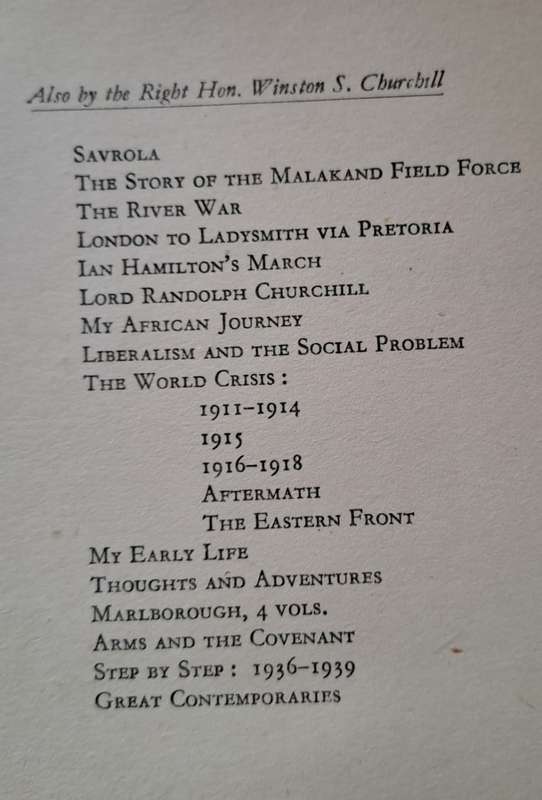 Also by the Right Hon. Winston S. Churchill
SAVROLA
THE STORY OF THE MALAKAND FIELD FORCE
THE RIVER WAR
LONDON TO LADYSMITH VIA PRETORIA
IAN HAMILTON'S MARCH
LORD RANDOLPH CHURCHILL
MY AFRICAN JOURNEY
LIBERALISM AND THE SOCIAL PROBLEM
THE WORLD CRISIS :
1911–1914
1915
1916–1918
AFTERMATH
THE EASTERN FRONT
MY EARLY LIFE
THOUGHTS AND ADVENTURES
MARLBOROUGH, 4 VOLS.
ARMS AND THE COVENANT
STEP BY STEP : 1936–1939
GREAT CONTEMPORARIES